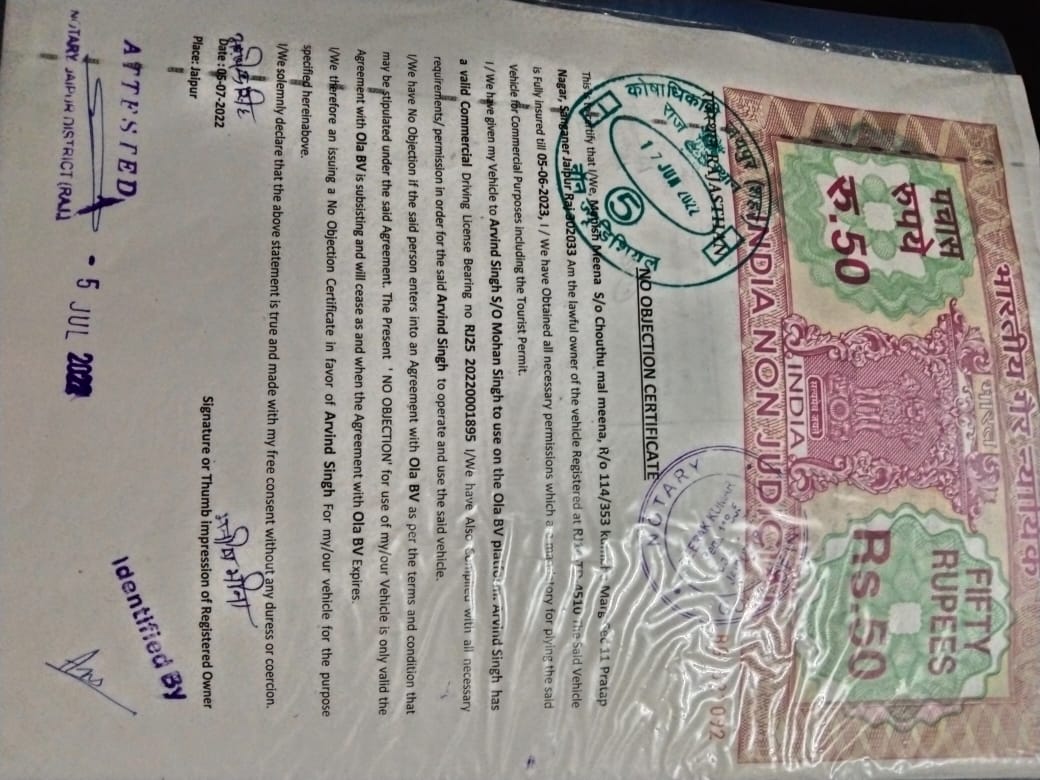 भारतीय गैर न्यायिक
भारत
पचास
रुपये
रु.50
FIFTY
RUPEES
Rs.50
सत्यमेव जयते
INDIA
INDIA NON JUDICIAL
RAJASTHAN
कोषाधिकारी
जयपुर
राज
17 JUN 2022
5
नॉन जुडिशियल
NOTARY
NO OBJECTION CERTIFICATE
This certify that I/We, Manish Meena S/o Chouthu mal meena, R/o 114/353 Marg Sec 11 Pratap
Nagar, Sanganer Jaipur Raj 302033 Am the lawful owner of the vehicle Registered at 4510 The Said Vehicle
is Fully insured till 05-06-2023, I / We have Obtained all necessary permissions which for plying the said
Vehicle for Commercial Purposes including the Tourist Permit.
I / We have given my Vehicle to Arvind Singh S/o Mohan Singh to use on the Ola BV platform. Arvind Singh has
a valid Commercial Driving License Bearing no RJ25 20220001895 I/We have Also Complied with all necessary
requirements/ permission in order for the said Arvind Singh to operate and use the said vehicle.
I/We have No Objection if the said person enters into an Agreement with Ola BV as per the terms and condition that
may be stipulated under the said Agreement. The Present ' NO OBJECTION' for use of my/our Vehicle is only valid the
Agreement with Ola BV is subsisting and will cease as and when the Agreement with Ola BV Expires.
I/We therefore an issuing a No Objection Certificate in favor of Arvind Singh For my/our vehicle for the purpose
specified hereinabove.
I/We solemnly declare that the above statement is true and made with my free consent without any duress or coercion.
मनीष मीना
Date : 05-07-2022
Signature or Thumb impression of Registered Owner
Place: Jaipur
ATTESTED
Identified By
NOTARY JAIPUR DISTRICT (RAJ.)
- 5 JUL 2022